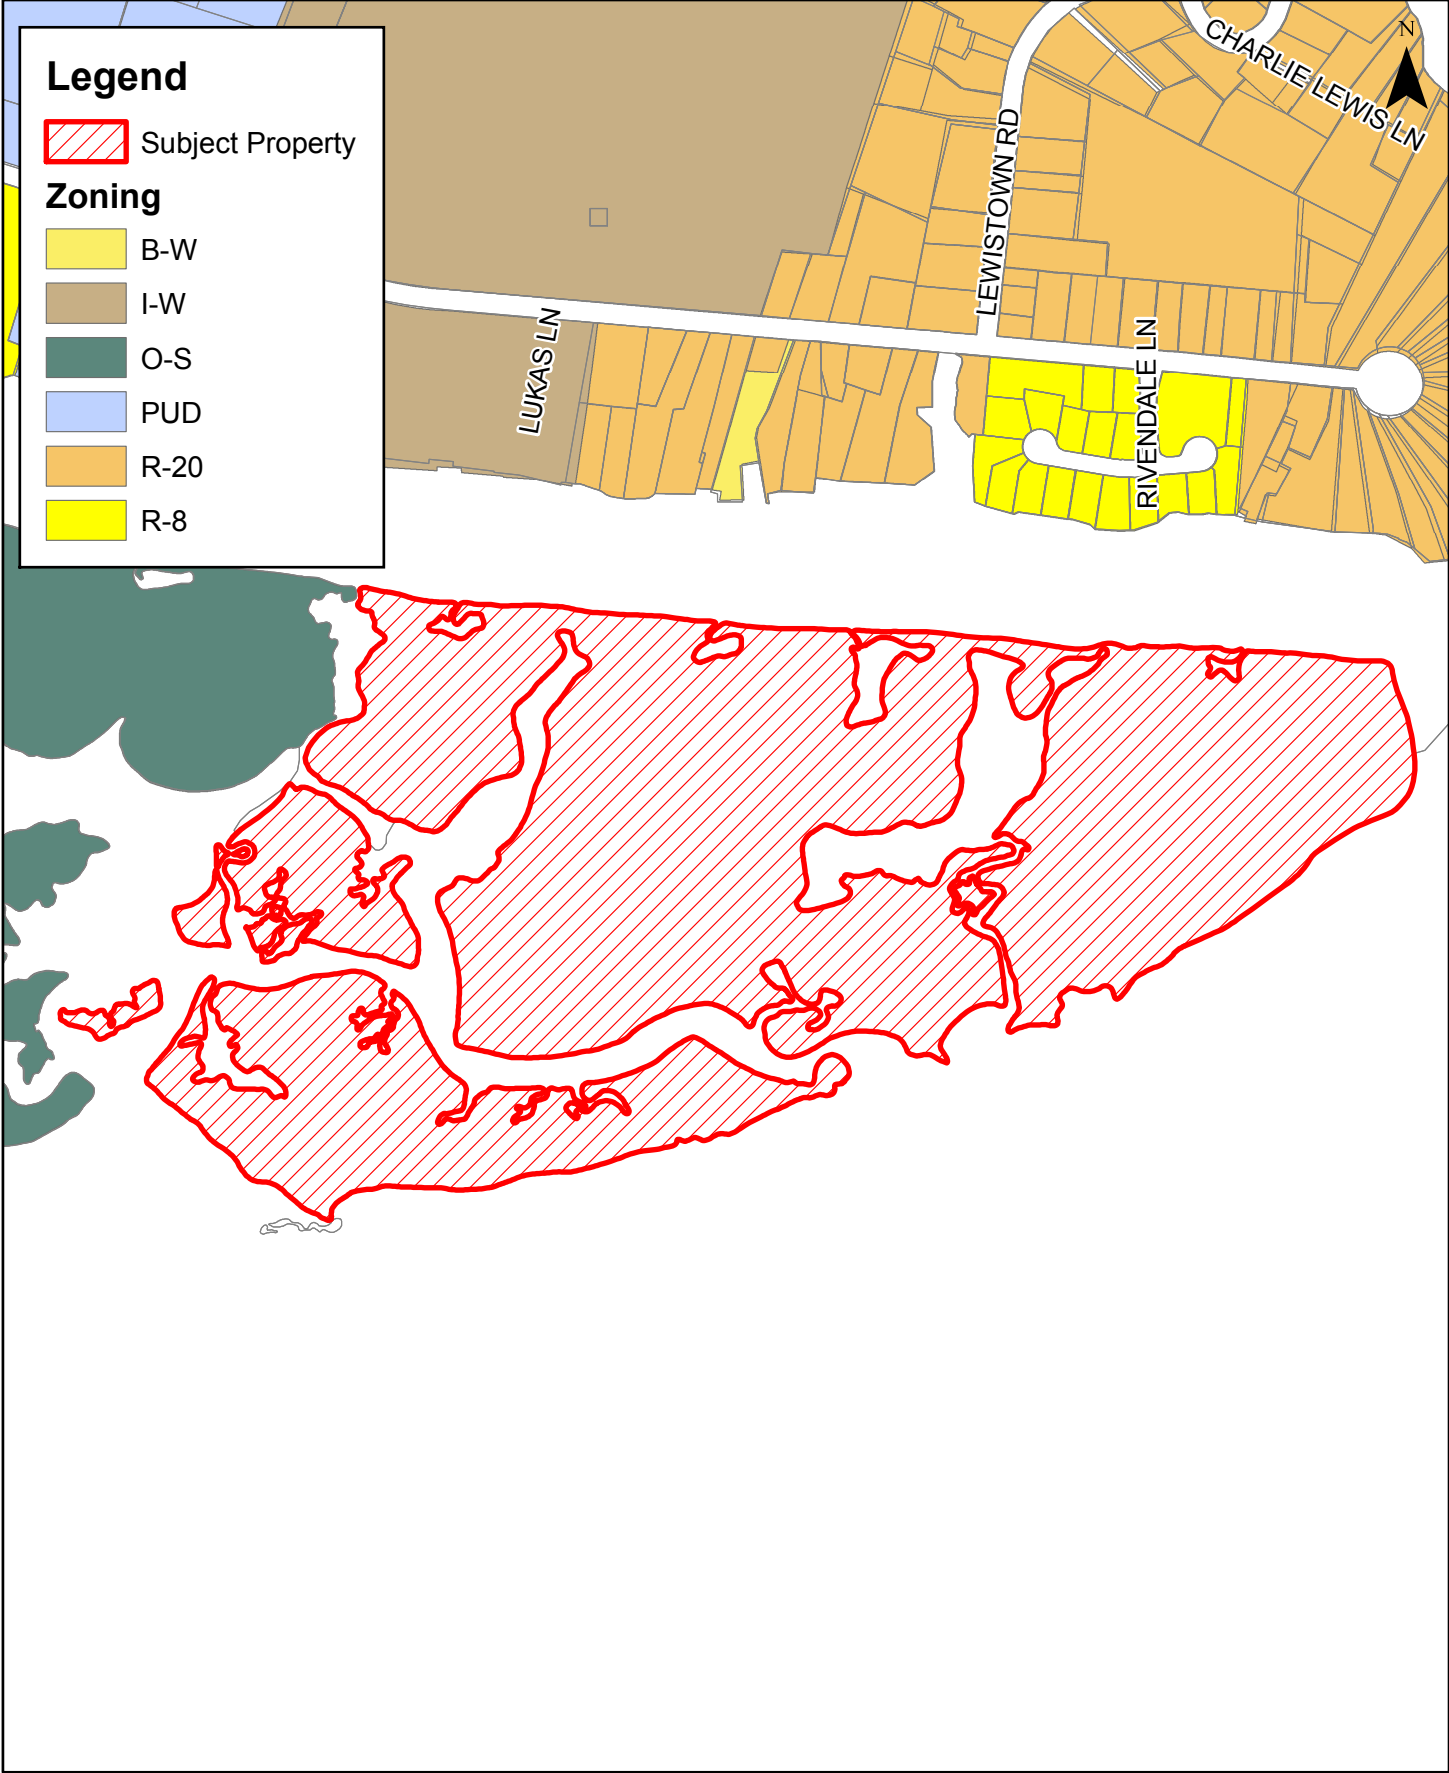 Legend
Subject Property
Zoning
B-W
I-W
O-S
PUD
R-20
R-8
N
CHARLIE LEWIS LN
LEWISTOWN RD
LUKAS LN
RIVENDALE LN